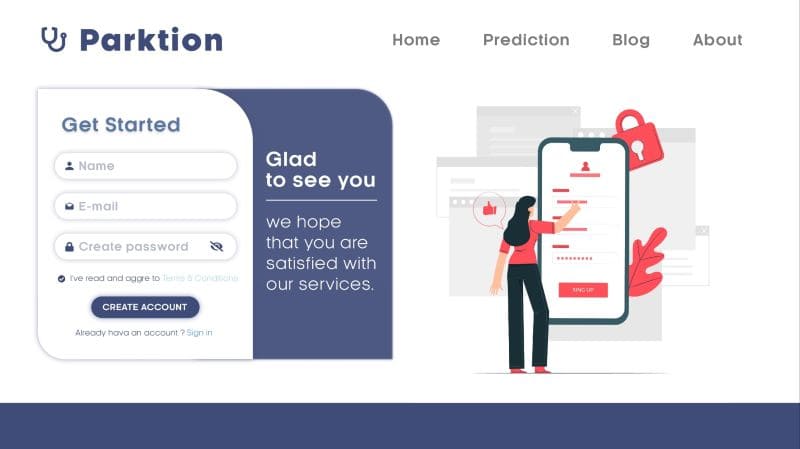 Parktion
Home Prediction Blog About
Get Started
Name
E-mail
Create password
I've read and aggre to Terms & Conditions
CREATE ACCOUNT
Already hava an account ? Sign in
Glad
to see you
we hope
that you are
satisfied with
our services.
SING UP